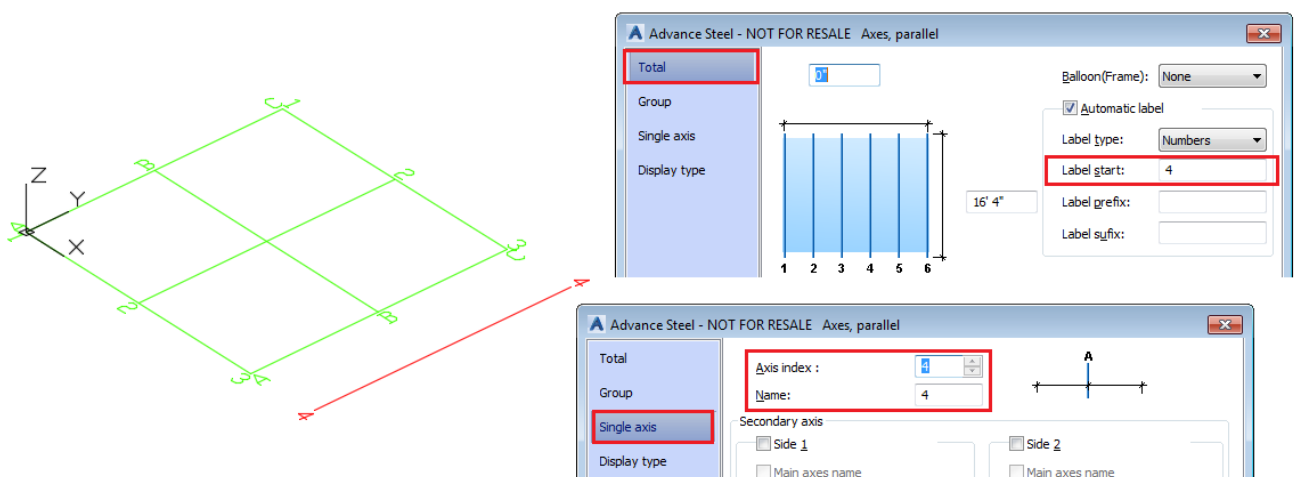 Z
Y
X
A
1
B
C
1
2
3
C
B
2
3
A
4
4
Advance Steel - NOT FOR RESALE Axes, parallel
Total
Group
Single axis
Display type
0"
16' 4"
1 2 3 4 5 6
Balloon(Frame): None
Automatic label
Label type: Numbers
Label start: 4
Label prefix:
Label sufix:
Advance Steel - NOT FOR RESALE Axes, parallel
Total
Group
Single axis
Display type
Axis index : 4
Name: 4
A
Secondary axis
Side 1
Main axes name
Side 2
Main axes name